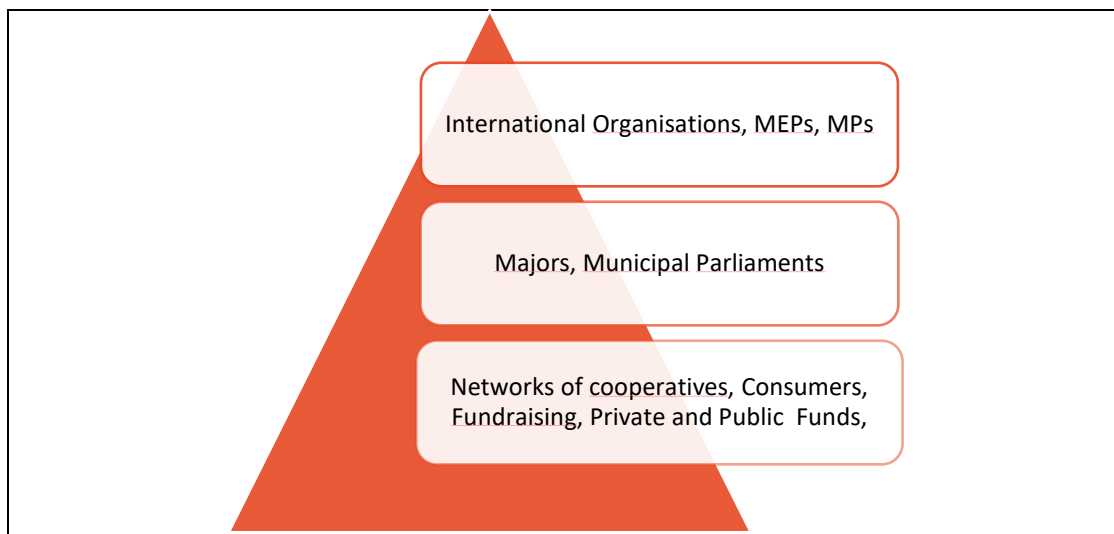 International Organisations, MEPs, MPs
Majors, Municipal Parliaments
Networks of cooperatives, Consumers,
Fundraising, Private and Public  Funds,